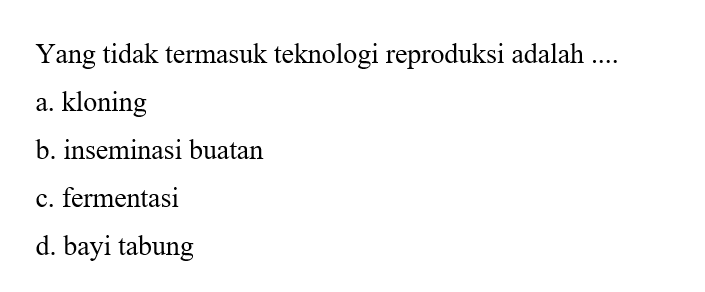 Yang tidak termasuk teknologi reproduksi adalah ....
a. kloning
b. inseminasi buatan
c. fermentasi
d. bayi tabung